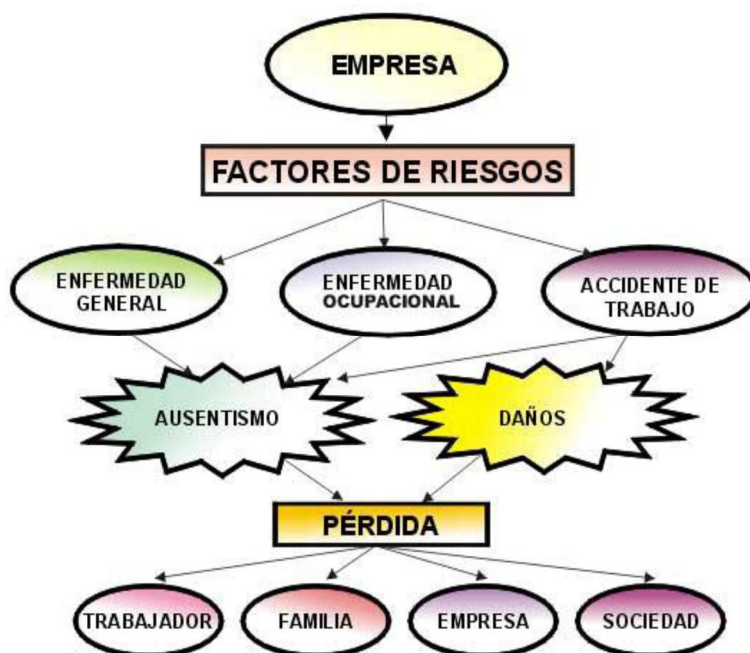 EMPRESA
FACTORES DE RIESGOS
ENFERMEDAD
GENERAL
ENFERMEDAD
OCUPACIONAL
ACCIDENTE DE
TRABAJO
AUSENTISMO
DAÑOS
PÉRDIDA
TRABAJADOR
FAMILIA
EMPRESA
SOCIEDAD